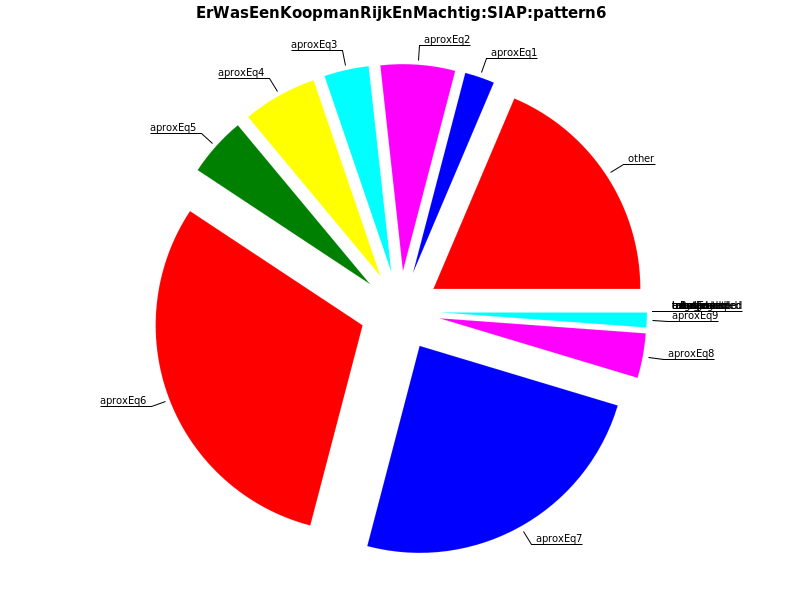 ErWasEenKoopmanRijkEnMachtig:SIAP:pattern6
aproxEq2
aproxEq3
aproxEq1
aproxEq4
aproxEq5
other
aproxEq9
aproxEq8
aproxEq6
aproxEq7